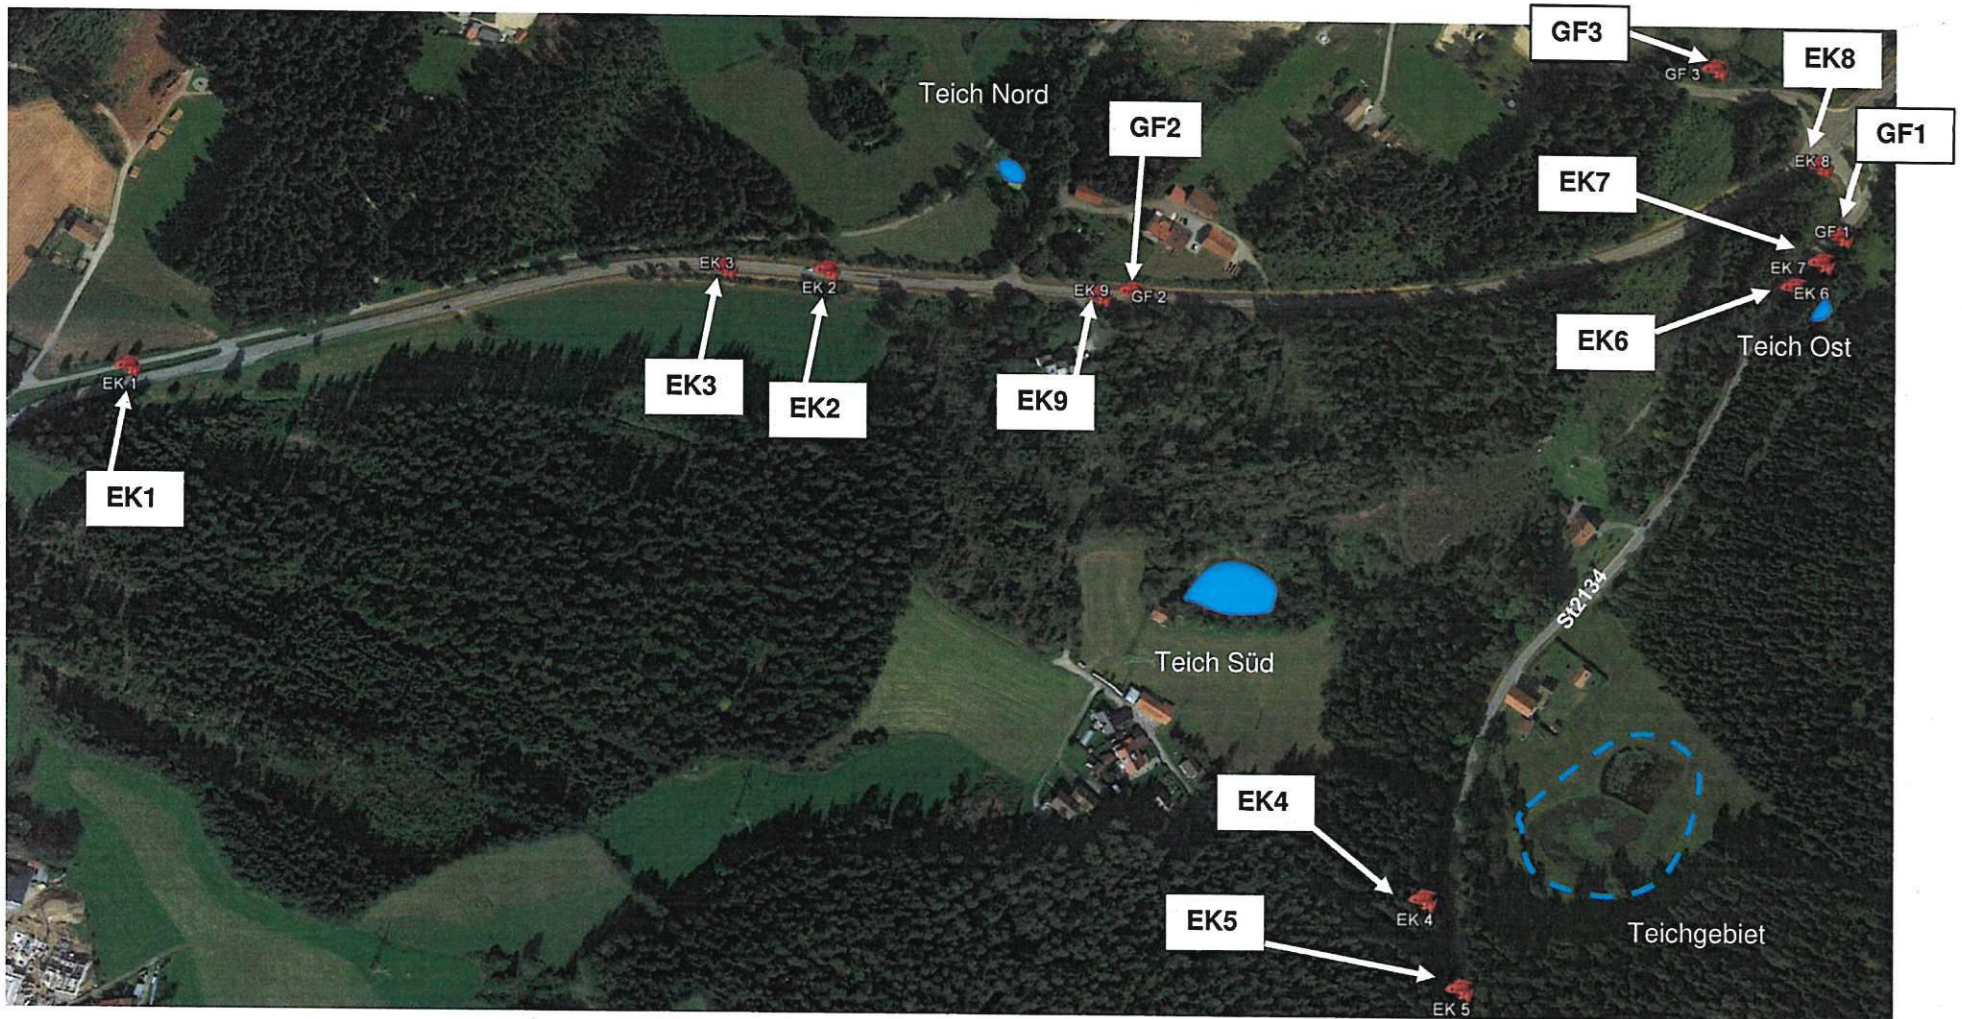 GF3
GF 3
EK8
Teich Nord
GF2
GF1
EK 8
EK7
GF 1
EK 3
EK 2
EK 7
EK 9
GF 2
EK 6
EK6
Teich Ost
EK 1
EK3
EK2
EK9
EK1
St2134
Teich Süd
EK4
EK 4
EK5
Teichgebiet
EK 5